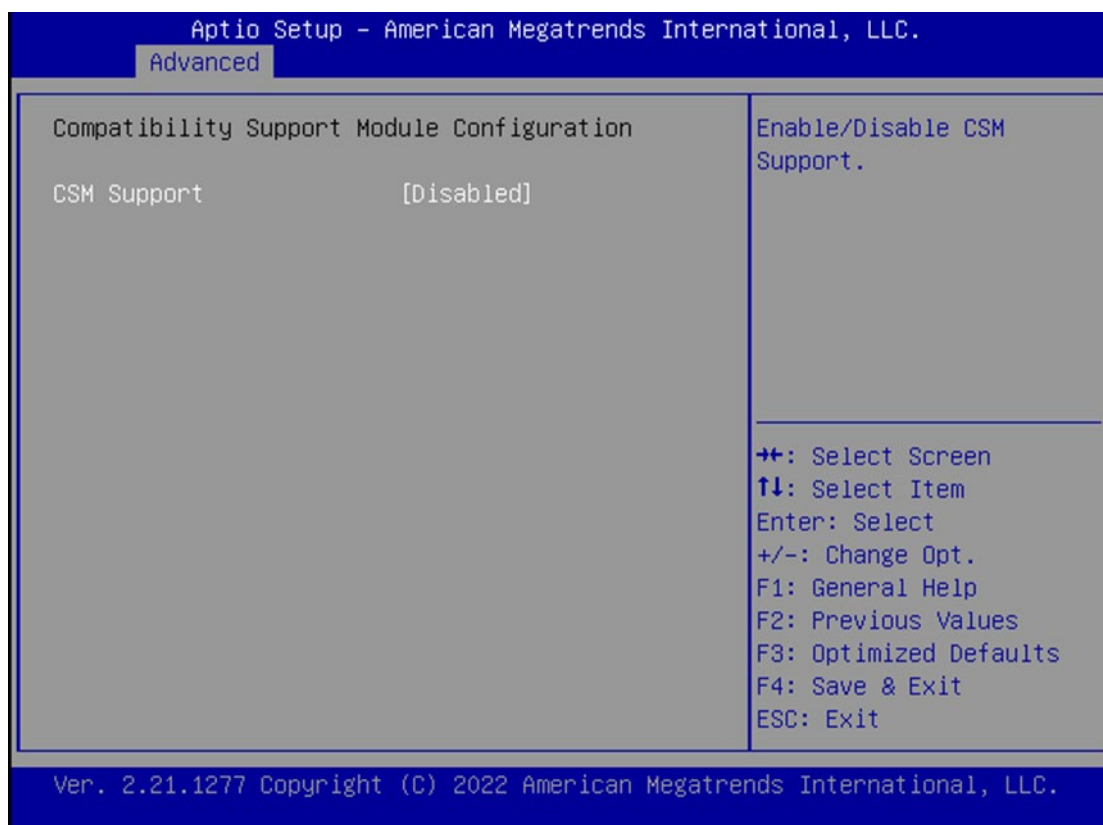 Aptio Setup – American Megatrends International, LLC.
Advanced
Compatibility Support Module Configuration
CSM Support [Disabled]
Enable/Disable CSM
Support.
→←: Select Screen
↑↓: Select Item
Enter: Select
+/-: Change Opt.
F1: General Help
F2: Previous Values
F3: Optimized Defaults
F4: Save & Exit
ESC: Exit
Ver. 2.21.1277 Copyright (C) 2022 American Megatrends International, LLC.